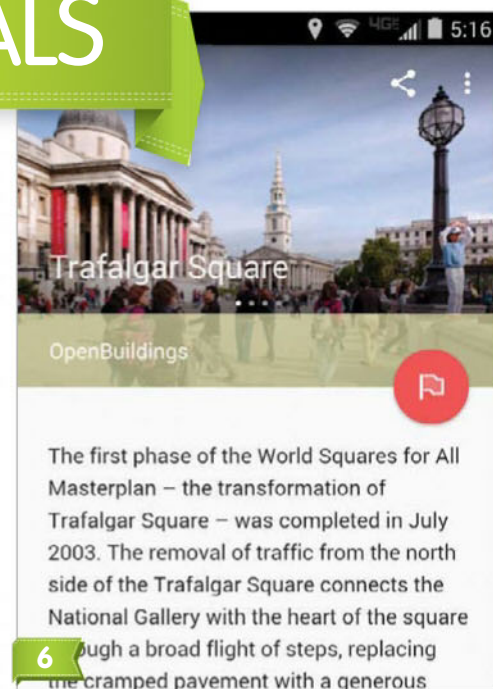 ALS
4GE 5:16
Trafalgar Square
OpenBuildings
The first phase of the World Squares for All
Masterplan – the transformation of
Trafalgar Square – was completed in July
2003. The removal of traffic from the north
side of the Trafalgar Square connects the
National Gallery with the heart of the square
6 ough a broad flight of steps, replacing
the cramped pavement with a generous